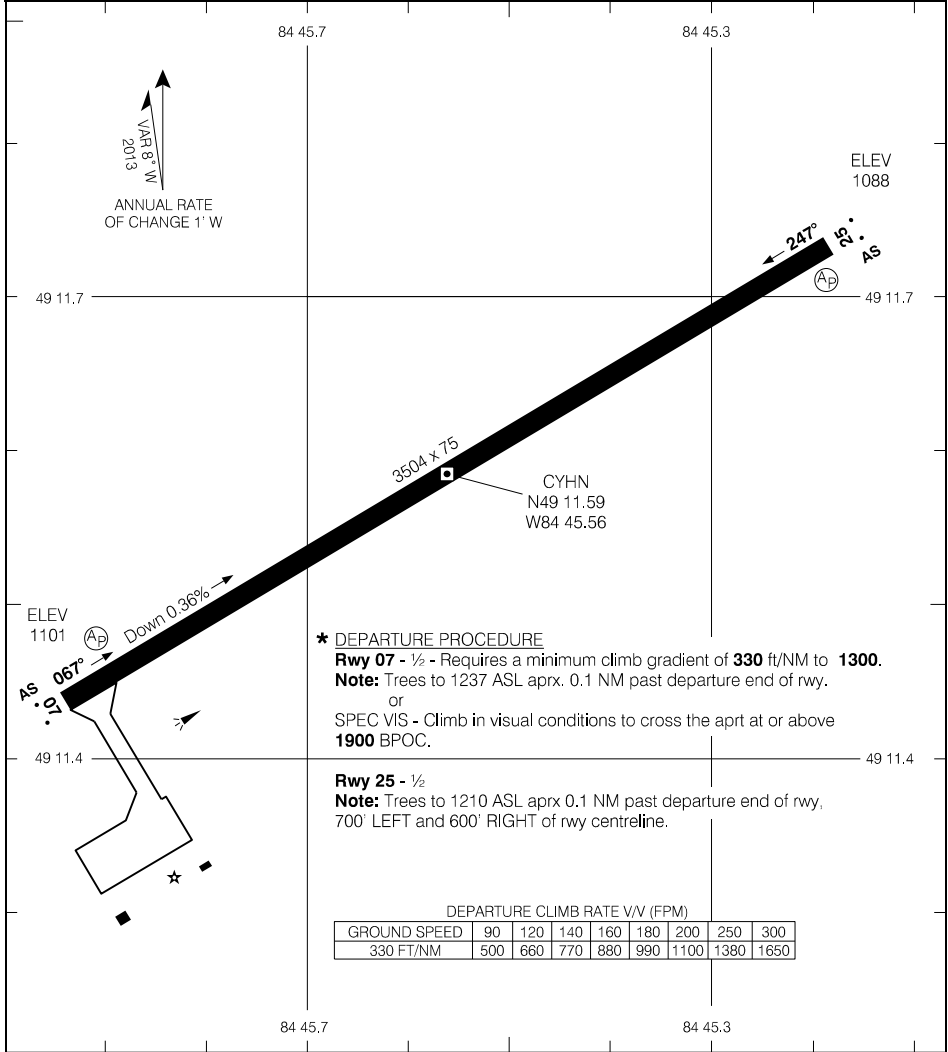 84 45.7
84 45.3
VAR 8° W
2013
ANNUAL RATE
OF CHANGE 1' W
ELEV
1088
247°
25
AS
AP
49 11.7
49 11.7
3504 x 75
CYHN
N49 11.59
W84 45.56
Down 0.36%
ELEV
1101
AP
067°
AS
07
* DEPARTURE PROCEDURE
Rwy 07 - ½ - Requires a minimum climb gradient of 330 ft/NM to 1300.
Note: Trees to 1237 ASL aprx. 0.1 NM past departure end of rwy.
or
SPEC VIS - Climb in visual conditions to cross the aprt at or above
1900 BPOC.
49 11.4
49 11.4
Rwy 25 - ½
Note: Trees to 1210 ASL aprx 0.1 NM past departure end of rwy,
700' LEFT and 600' RIGHT of rwy centreline.
DEPARTURE CLIMB RATE V/V (FPM)
GROUND SPEED 90 120 140 160 180 200 250 300
330 FT/NM 500 660 770 880 990 1100 1380 1650
84 45.7
84 45.3